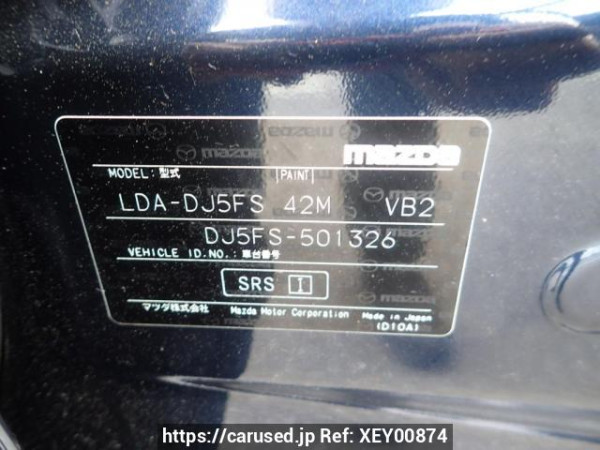 mazda
MODEL: 型式 PAINT
LDA-DJ5FS 42M VB2
DJ5FS-501326
VEHICLE ID.NO.: 車台番号
SRS I
マツダ株式会社 Mazda Motor Corporation Made in Japan
(D10A)
https://carused.jp Ref: XEY00874